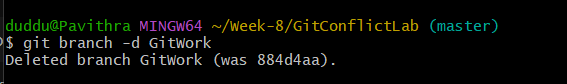 duddu@Pavithra MINGW64 ~/Week-8/GitConflictLab (master)
$ git branch -d GitWork
Deleted branch GitWork (was 884d4aa).